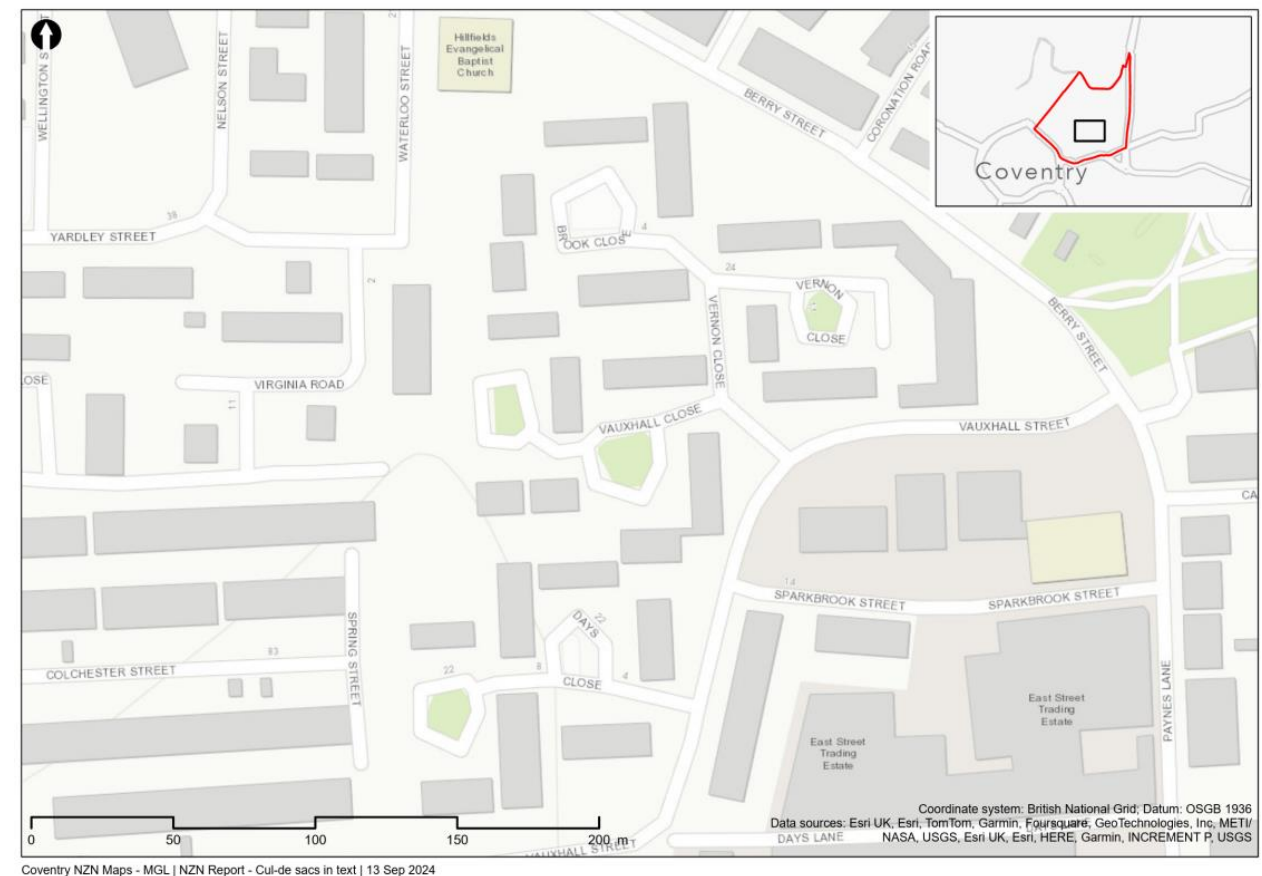 WELLINGTON S
NELSON STREET
WATERLOO STREET
2
Hillfields
Evangelical
Baptist
Church
BERRY STREET
CORONATION ROAD
Coventry
38
YARDLEY STREET
2
BROOK CLOSE
4
24
VERNON
CLOSE
VERNON CLOSE
BERRY STREET
LOSE
VIRGINIA ROAD
11
VAUXHALL CLOSE
VAUXHALL STREET
CA
14
SPARKBROOK STREET
SPARKBROOK STREET
SPRING STREET
DAYS
22
CLOSE
8
4
22
83
COLCHESTER STREET
East Street
Trading
Estate
East Street
Trading
Estate
PAYNES LANE
DAYS LANE
VAUXHALL STREET
0 50 100 150 200 m
Coordinate system: British National Grid; Datum: OSGB 1936
Data sources: Esri UK, Esri, TomTom, Garmin, Foursquare, GeoTechnologies, Inc, METI/
NASA, USGS, Esri UK, Esri, HERE, Garmin, INCREMENT P, USGS
Coventry NZN Maps - MGL | NZN Report - Cul-de sacs in text | 13 Sep 2024